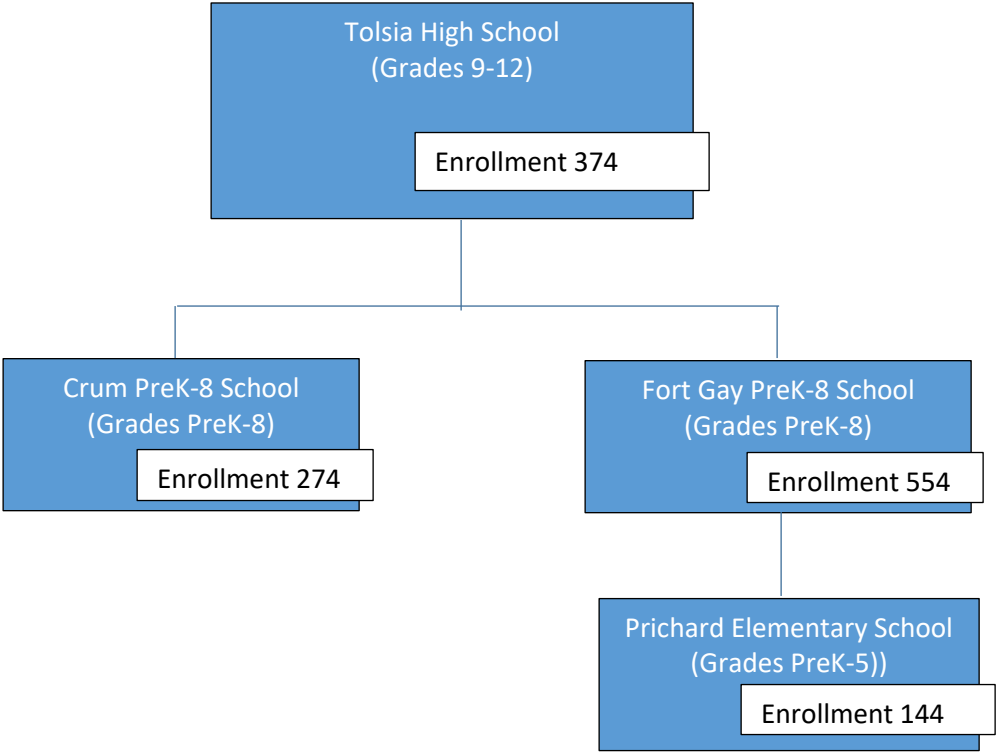 Tolsia High School
(Grades 9-12)
Enrollment 374
Crum PreK-8 School
(Grades PreK-8)
Enrollment 274
Fort Gay PreK-8 School
(Grades PreK-8)
Enrollment 554
Prichard Elementary School
(Grades PreK-5))
Enrollment 144